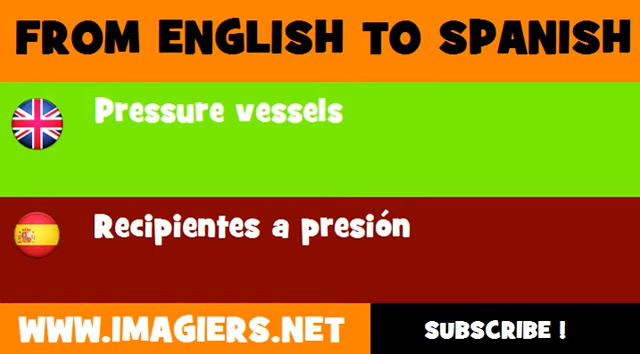 FROM ENGLISH TO SPANISH
Pressure vessels
Recipientes a presión
WWW.IMAGIERS.NET
SUBSCRIBE !